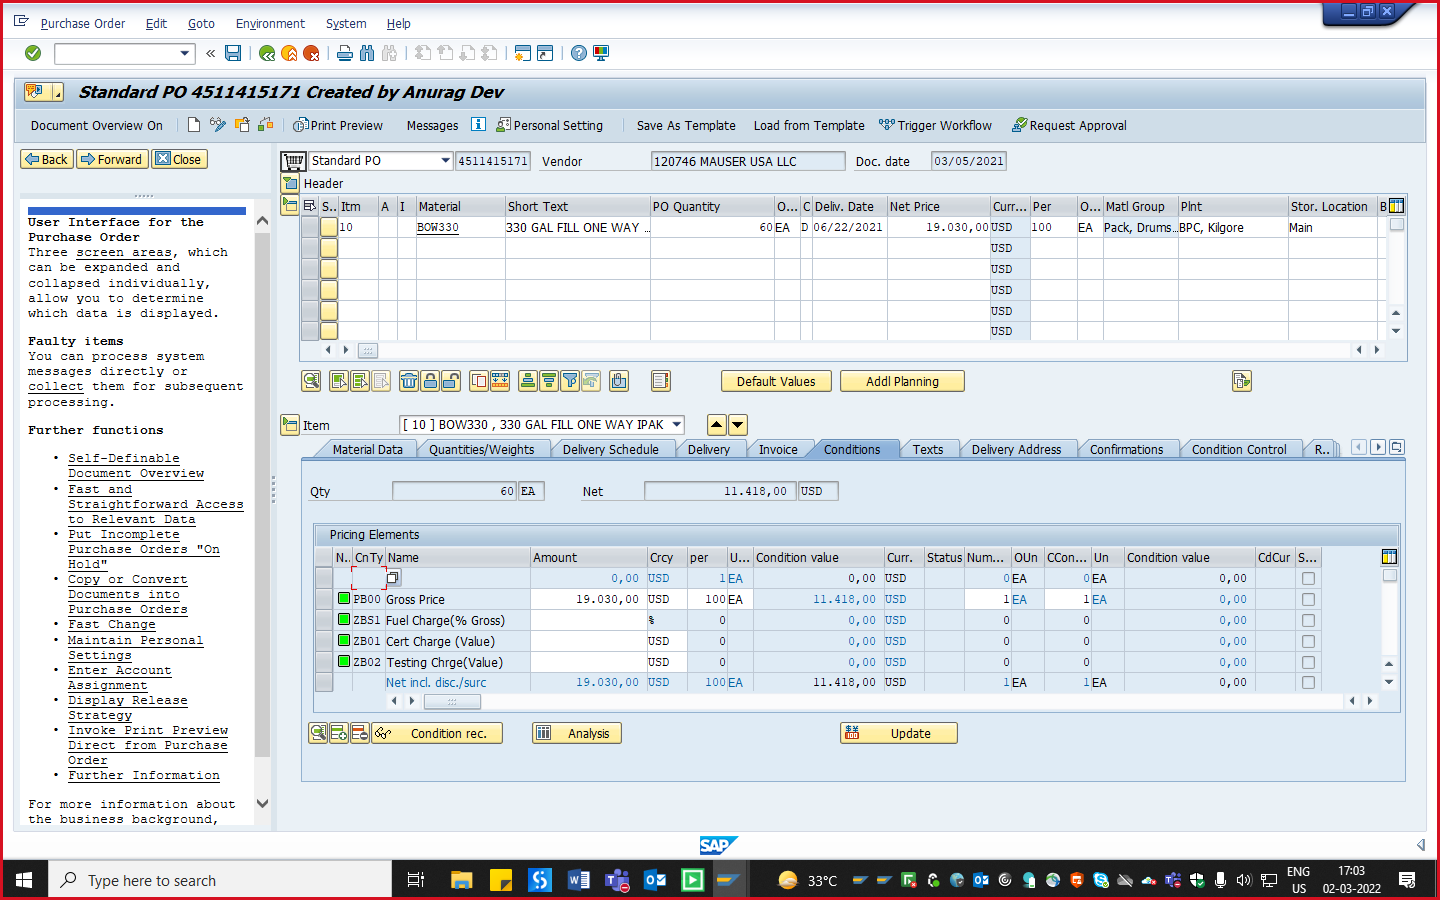 Purchase Order Edit Goto Environment System Help
Standard PO 4511415171 Created by Anurag Dev
Document Overview On Print Preview Messages Personal Setting Save As Template Load from Template Trigger Workflow Request Approval
Back Forward Close
User Interface for the
Purchase Order
Three screen areas, which
can be expanded and
collapsed individually,
allow you to determine
which data is displayed.
Faulty items
You can process system
messages directly or
collect them for subsequent
processing.
Further functions
• Self-Definable
Document Overview
• Fast and
Straightforward Access
to Relevant Data
• Put Incomplete
Purchase Orders "On
Hold"
• Copy or Convert
Documents into
Purchase Orders
• Fast Change
• Maintain Personal
Settings
• Enter Account
Assignment
• Display Release
Strategy
• Invoke Print Preview
Direct from Purchase
Order
• Further Information
For more information about
the business background,
Standard PO 4511415171 Vendor 120746 MAUSER USA LLC Doc. date 03/05/2021
Header
S.. Itm A I Material Short Text PO Quantity O... C Deliv. Date Net Price Curr... Per O... Matl Group Plnt Stor. Location B
10 BOW330 330 GAL FILL ONE WAY ... 60 EA D 06/22/2021 19.030,00 USD 100 EA Pack, Drums... BPC, Kilgore Main
USD
USD
USD
USD
USD
Default Values Addl Planning
Item [ 10 ] BOW330 , 330 GAL FILL ONE WAY IPAK
Material Data Quantities/Weights Delivery Schedule Delivery Invoice Conditions Texts Delivery Address Confirmations Condition Control R..
Qty 60 EA Net 11.418,00 USD
Pricing Elements
N.. CnTy Name Amount Crcy per U... Condition value Curr. Status Num... OUn CCon... Un Condition value CdCur S...
0,00 USD 1 EA 0,00 USD 0 EA 0 EA 0,00
PB00 Gross Price 19.030,00 USD 100 EA 11.418,00 USD 1 EA 1 EA 0,00
ZBS1 Fuel Charge(% Gross) % 0 0,00 USD 0 0 0,00
ZB01 Cert Charge (Value) USD 0 0,00 USD 0 0 0,00
ZB02 Testing Chrge(Value) USD 0 0,00 USD 0 0 0,00
Net incl. disc./surc 19.030,00 USD 100 EA 11.418,00 USD 1 EA 1 EA 0,00
Condition rec. Analysis Update
SAP
Type here to search
33°C
ENG
US
17:03
02-03-2022